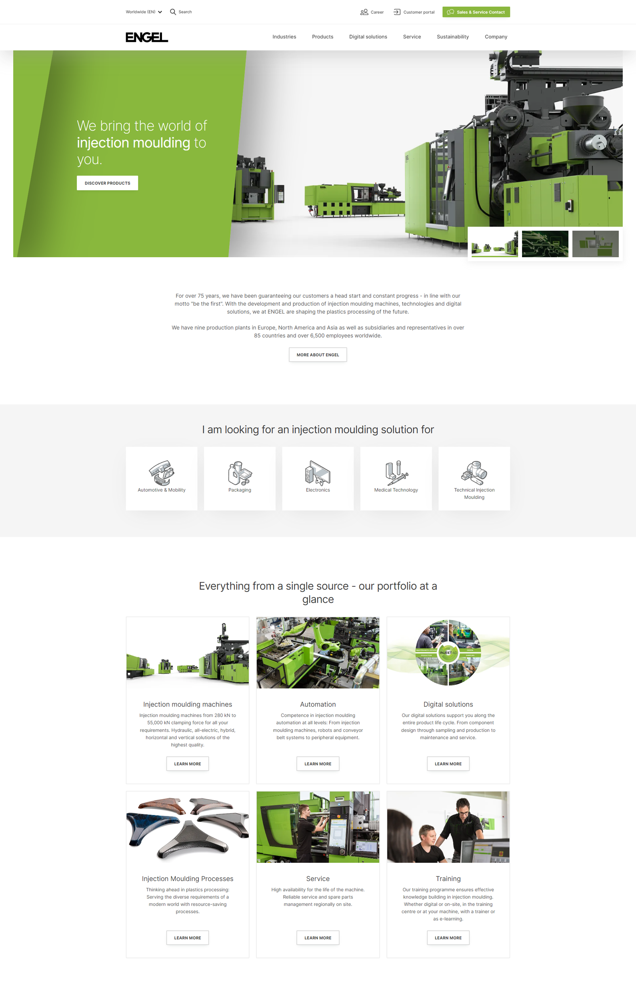 Worldwide (EN)
Search
Career
Customer portal
Sales & Service Contact
ENGEL
Industries
Products
Digital solutions
Service
Sustainability
Company
We bring the world of
injection moulding to
you.
DISCOVER PRODUCTS
For over 75 years, we have been guaranteeing our customers a head start and constant progress - in line with our
motto "be the first". With the development and production of injection moulding machines, technologies and digital
solutions, we at ENGEL are shaping the plastics processing of the future.
We have nine production plants in Europe, North America and Asia as well as subsidiaries and representatives in over
85 countries and over 6,500 employees worldwide.
MORE ABOUT ENGEL
I am looking for an injection moulding solution for
Automotive & Mobility
Packaging
Electronics
Medical Technology
Technical Injection
Moulding
Everything from a single source - our portfolio at a
glance
MAINTENANCE & SERVICE
DESIGN
INJECT 4.0
PRODUCTION
SAMPLING
Injection moulding machines
Injection moulding machines from 280 kN to
55,000 kN clamping force for all your
requirements. Hydraulic, all-electric, hybrid,
horizontal and vertical solutions of the
highest quality.
LEARN MORE
Automation
Competence in injection moulding
automation at all levels: From injection
moulding machines, robots and conveyor
belt systems to peripheral equipment.
LEARN MORE
Digital solutions
Our digital solutions support you along the
entire product life cycle. From component
design through sampling and production to
maintenance and service.
LEARN MORE
Injection Moulding Processes
Thinking ahead in plastics processing:
Serving the diverse requirements of a
modern world with resource-saving
processes.
LEARN MORE
Service
High availability for the life of the machine.
Reliable service and spare parts
management regionally on site.
LEARN MORE
Training
Our training programme ensures effective
knowledge building in injection moulding.
Whether digital or on-site, in the training
centre or at your machine, with a trainer or
as e-learning.
LEARN MORE